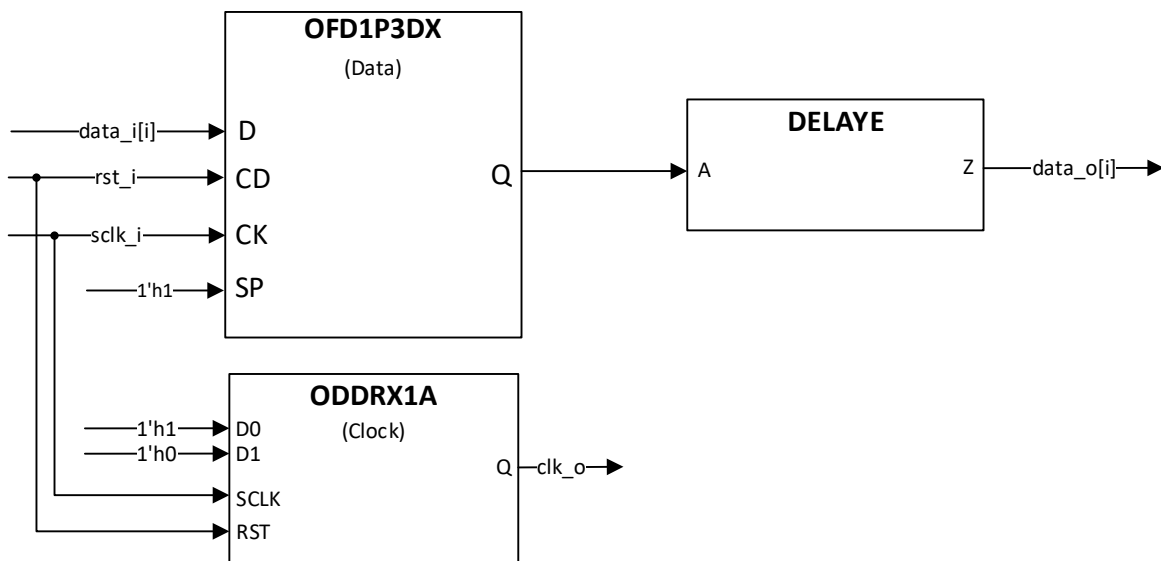 OFD1P3DX
(Data)
data_i[i]
D
rst_i
CD
sclk_i
CK
1'h1
SP
Q
DELAYE
A
Z
data_o[i]
ODDRX1A
(Clock)
1'h1
D0
1'h0
D1
SCLK
RST
Q
clk_o